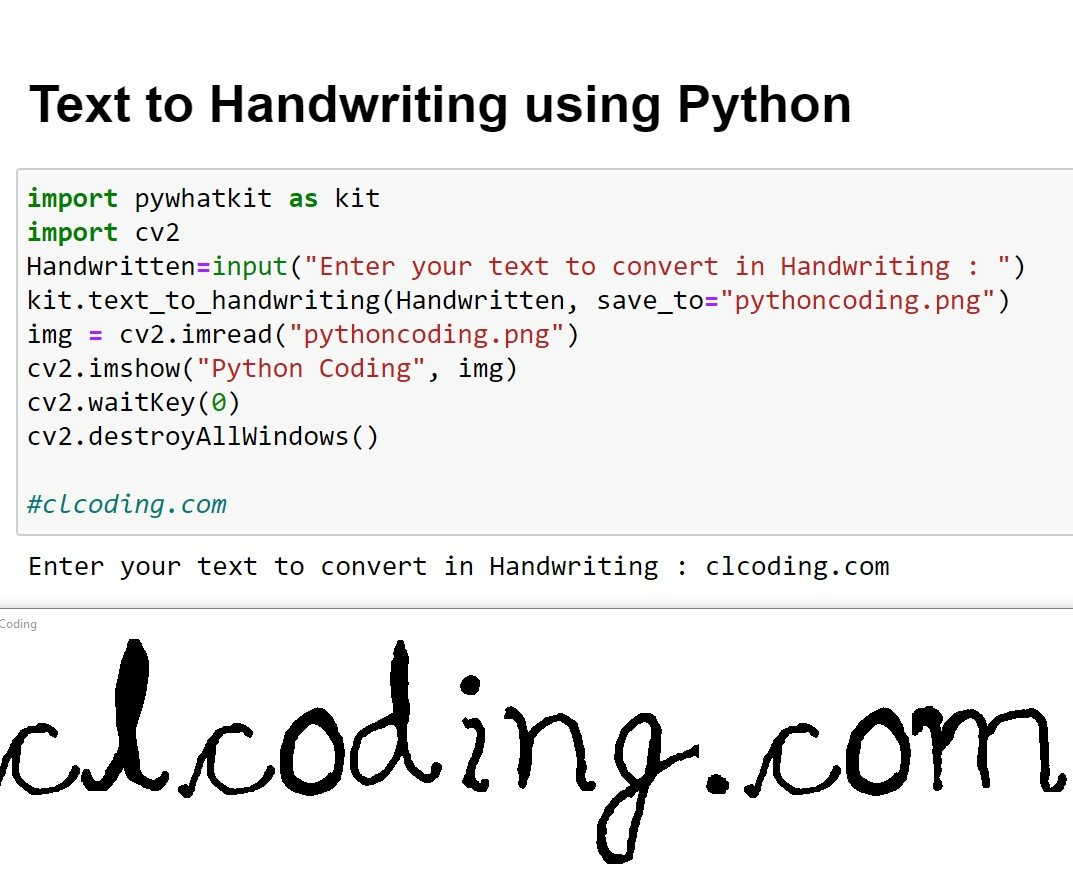 Text to Handwriting using Python
import pywhatkit as kit
import cv2
Handwritten=input("Enter your text to convert in Handwriting : ")
kit.text_to_handwriting(Handwritten, save_to="pythoncoding.png")
img = cv2.imread("pythoncoding.png")
cv2.imshow("Python Coding", img)
cv2.waitKey(0)
cv2.destroyAllWindows()
#clcoding.com
Enter your text to convert in Handwriting : clcoding.com
Coding
clcoding.com